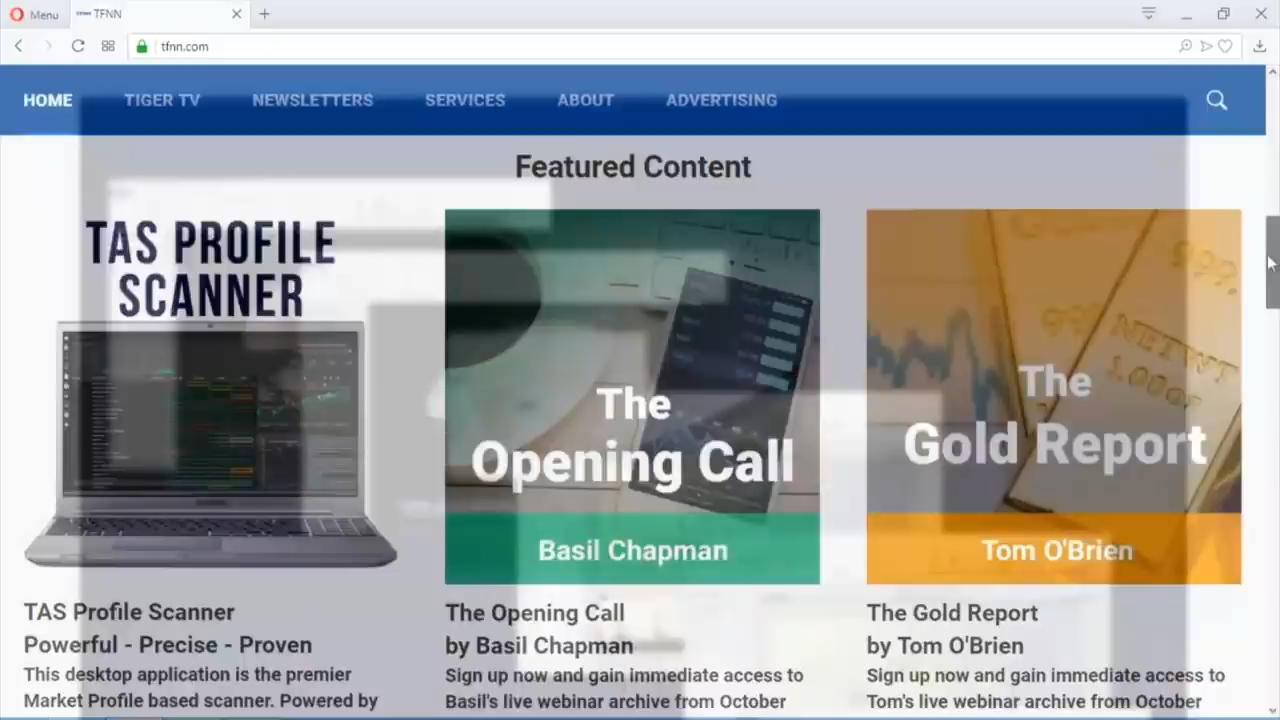 Menu
TFNN
tfnn.com
HOME
TIGER TV
NEWSLETTERS
SERVICES
ABOUT
ADVERTISING
Featured Content
TAS PROFILE
SCANNER
The
Opening Call
Basil Chapman
The
Gold Report
Tom O'Brien
TAS Profile Scanner
Powerful - Precise - Proven
This desktop application is the premier
Market Profile based scanner. Powered by
The Opening Call
by Basil Chapman
Sign up now and gain immediate access to
Basil's live webinar archive from October
The Gold Report
by Tom O'Brien
Sign up now and gain immediate access to
Tom's live webinar archive from October